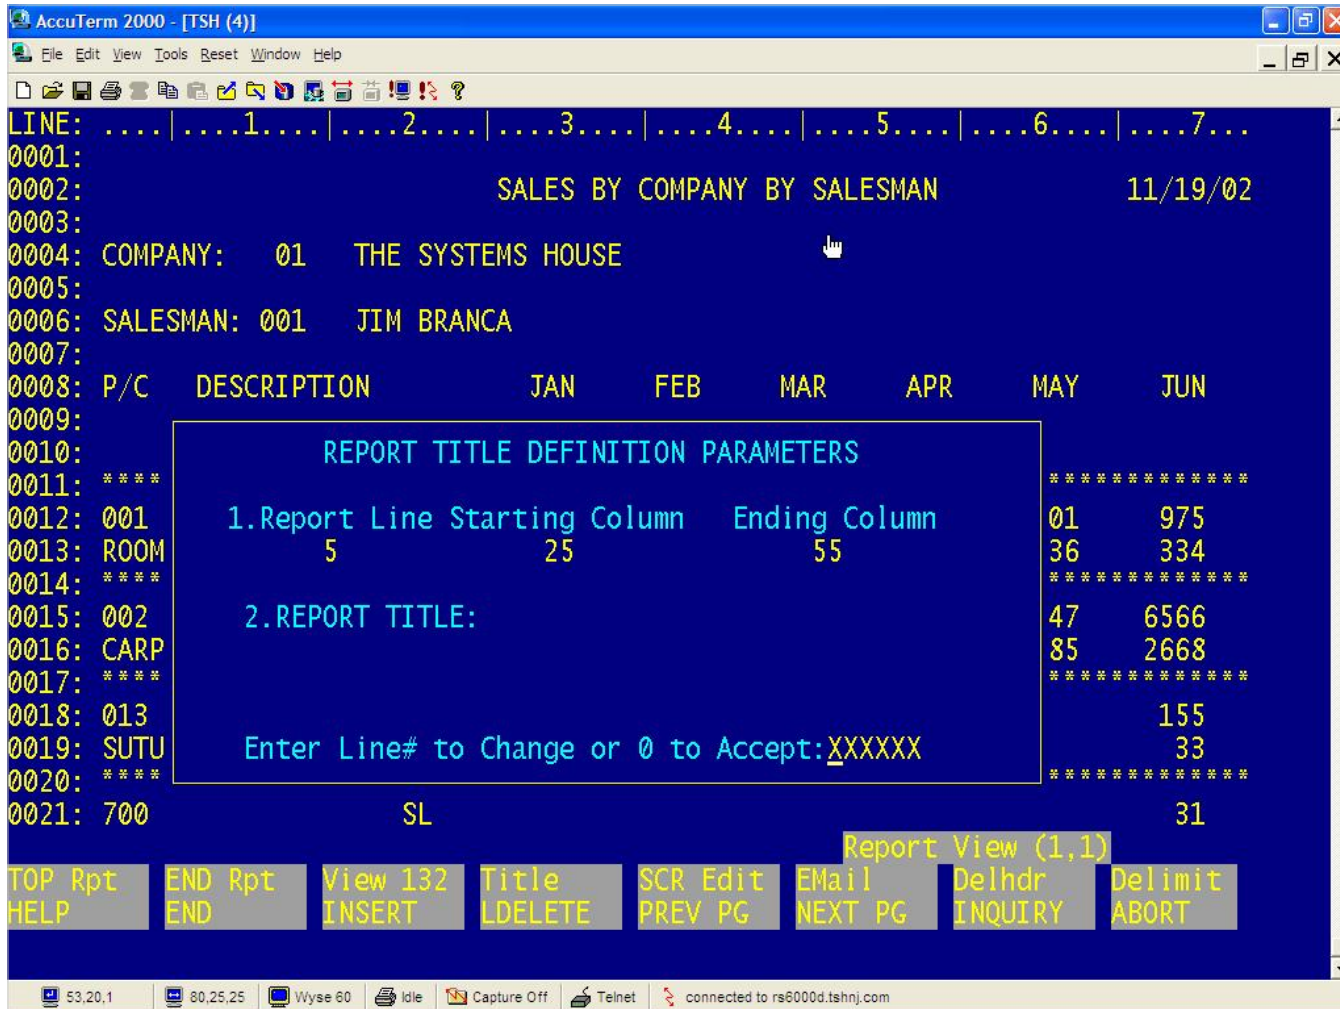 AccuTerm 2000 - [TSH (4)]
File Edit View Tools Reset Window Help
LINE: ....|....1....|....2....|....3....|....4....|....5....|....6....|....7...
0001:
0002: SALES BY COMPANY BY SALESMAN 11/19/02
0003:
0004: COMPANY: 01 THE SYSTEMS HOUSE
0005:
0006: SALESMAN: 001 JIM BRANCA
0007:
0008: P/C DESCRIPTION JAN FEB MAR APR MAY JUN
0009:
0010: REPORT TITLE DEFINITION PARAMETERS
0011: **** *************
0012: 001 1.Report Line Starting Column Ending Column 01 975
0013: ROOM 5 25 55 36 334
0014: **** *************
0015: 002 2.REPORT TITLE: 47 6566
0016: CARP 85 2668
0017: **** *************
0018: 013 155
0019: SUTU Enter Line# to Change or 0 to Accept:XXXXXX 33
0020: **** *************
0021: 700 SL 31
Report View (1,1)
TOP Rpt END Rpt View 132 Title SCR Edit EMail Delhdr Delimit
HELP END INSERT LDELETE PREV PG NEXT PG INQUIRY ABORT
53,20,1 80,25,25 Wyse 60 Idle Capture Off Telnet connected to rs6000d.tshnj.com